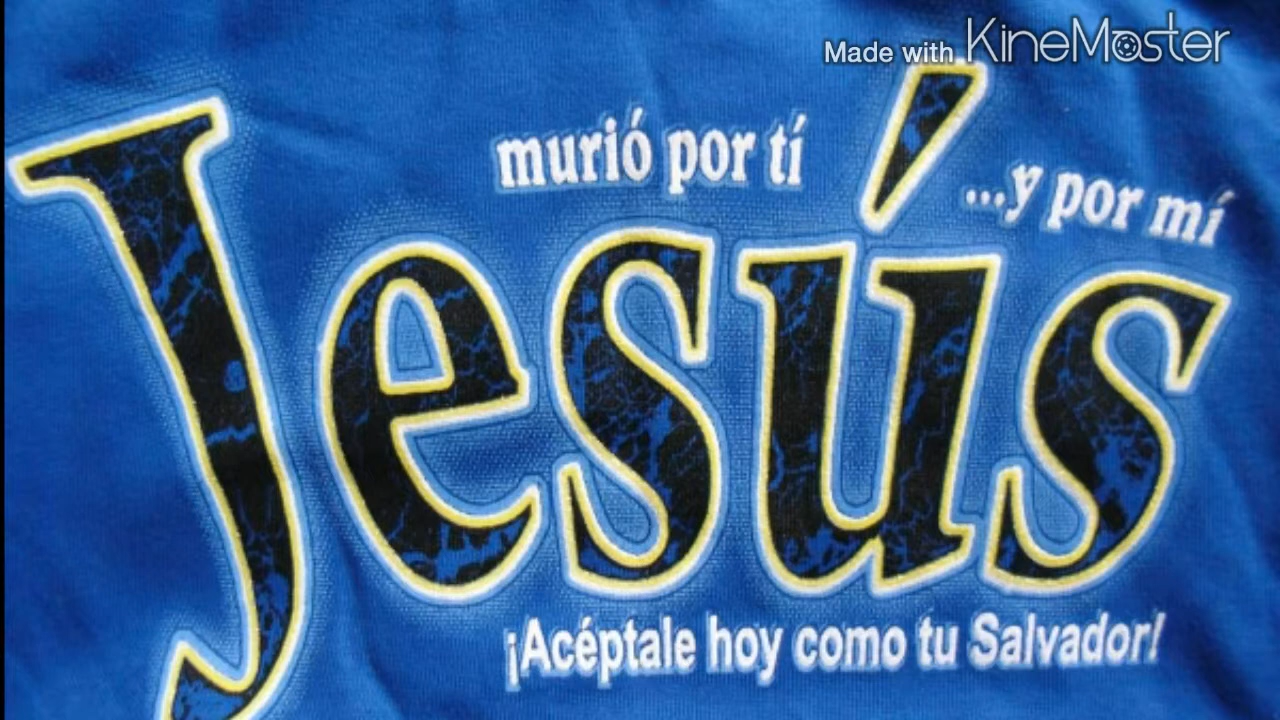 Made with KineMaster
murió por tí
...y por mí
Jesús
¡Acéptale hoy como tu Salvador!